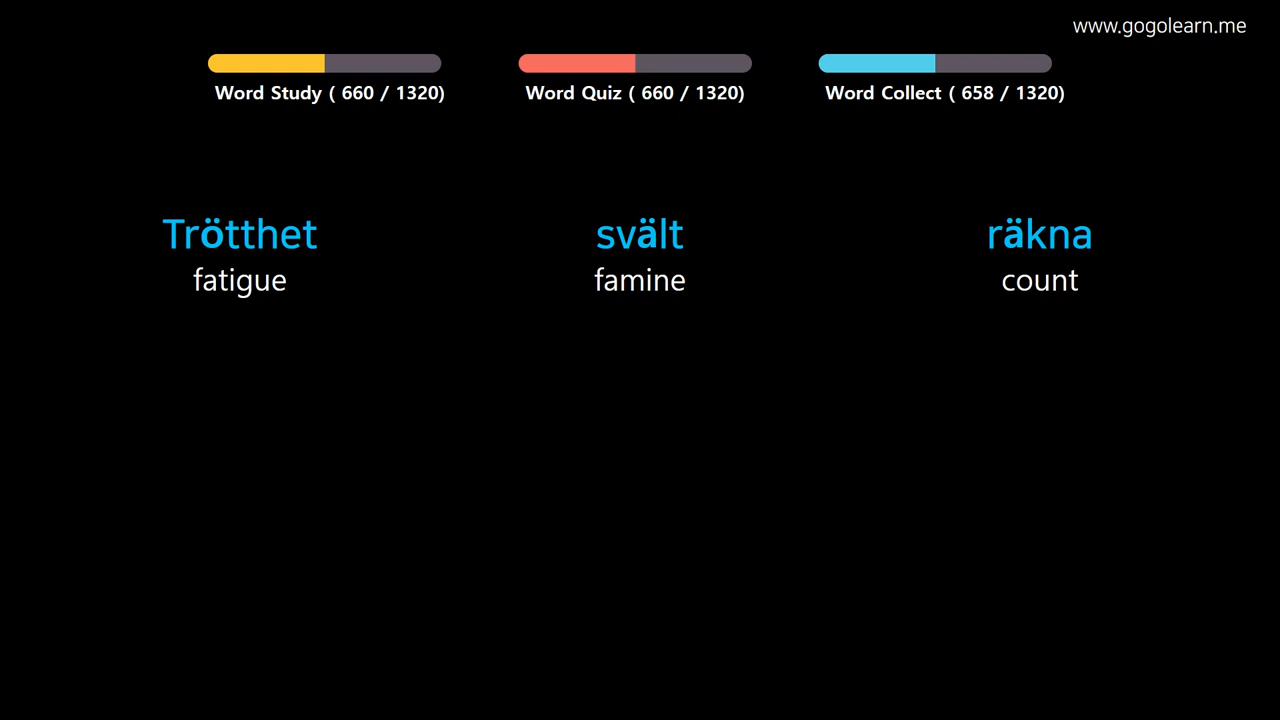 www.gogolearn.me
Word Study ( 660 / 1320)
Word Quiz ( 660 / 1320)
Word Collect ( 658 / 1320)
Trötthet
fatigue
svält
famine
räkna
count